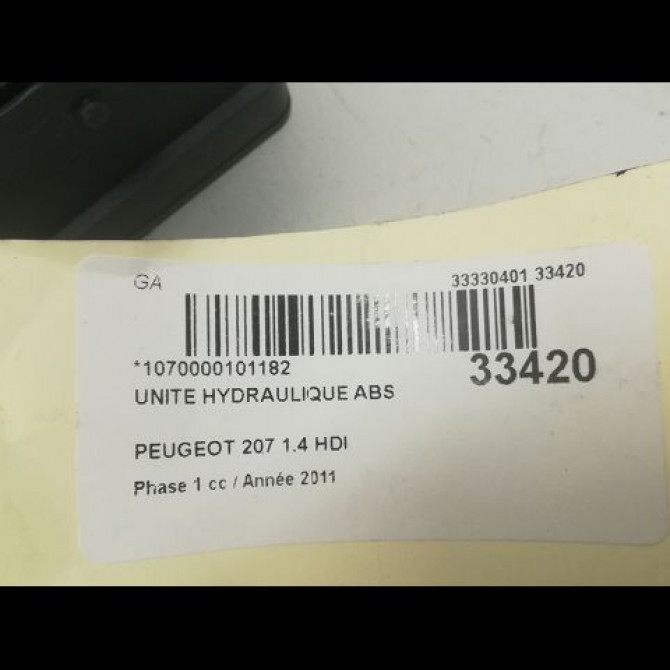 GA 33330401 33420
*1070000101182 33420
UNITE HYDRAULIQUE ABS
PEUGEOT 207 1.4 HDI
Phase 1 cc / Année 2011